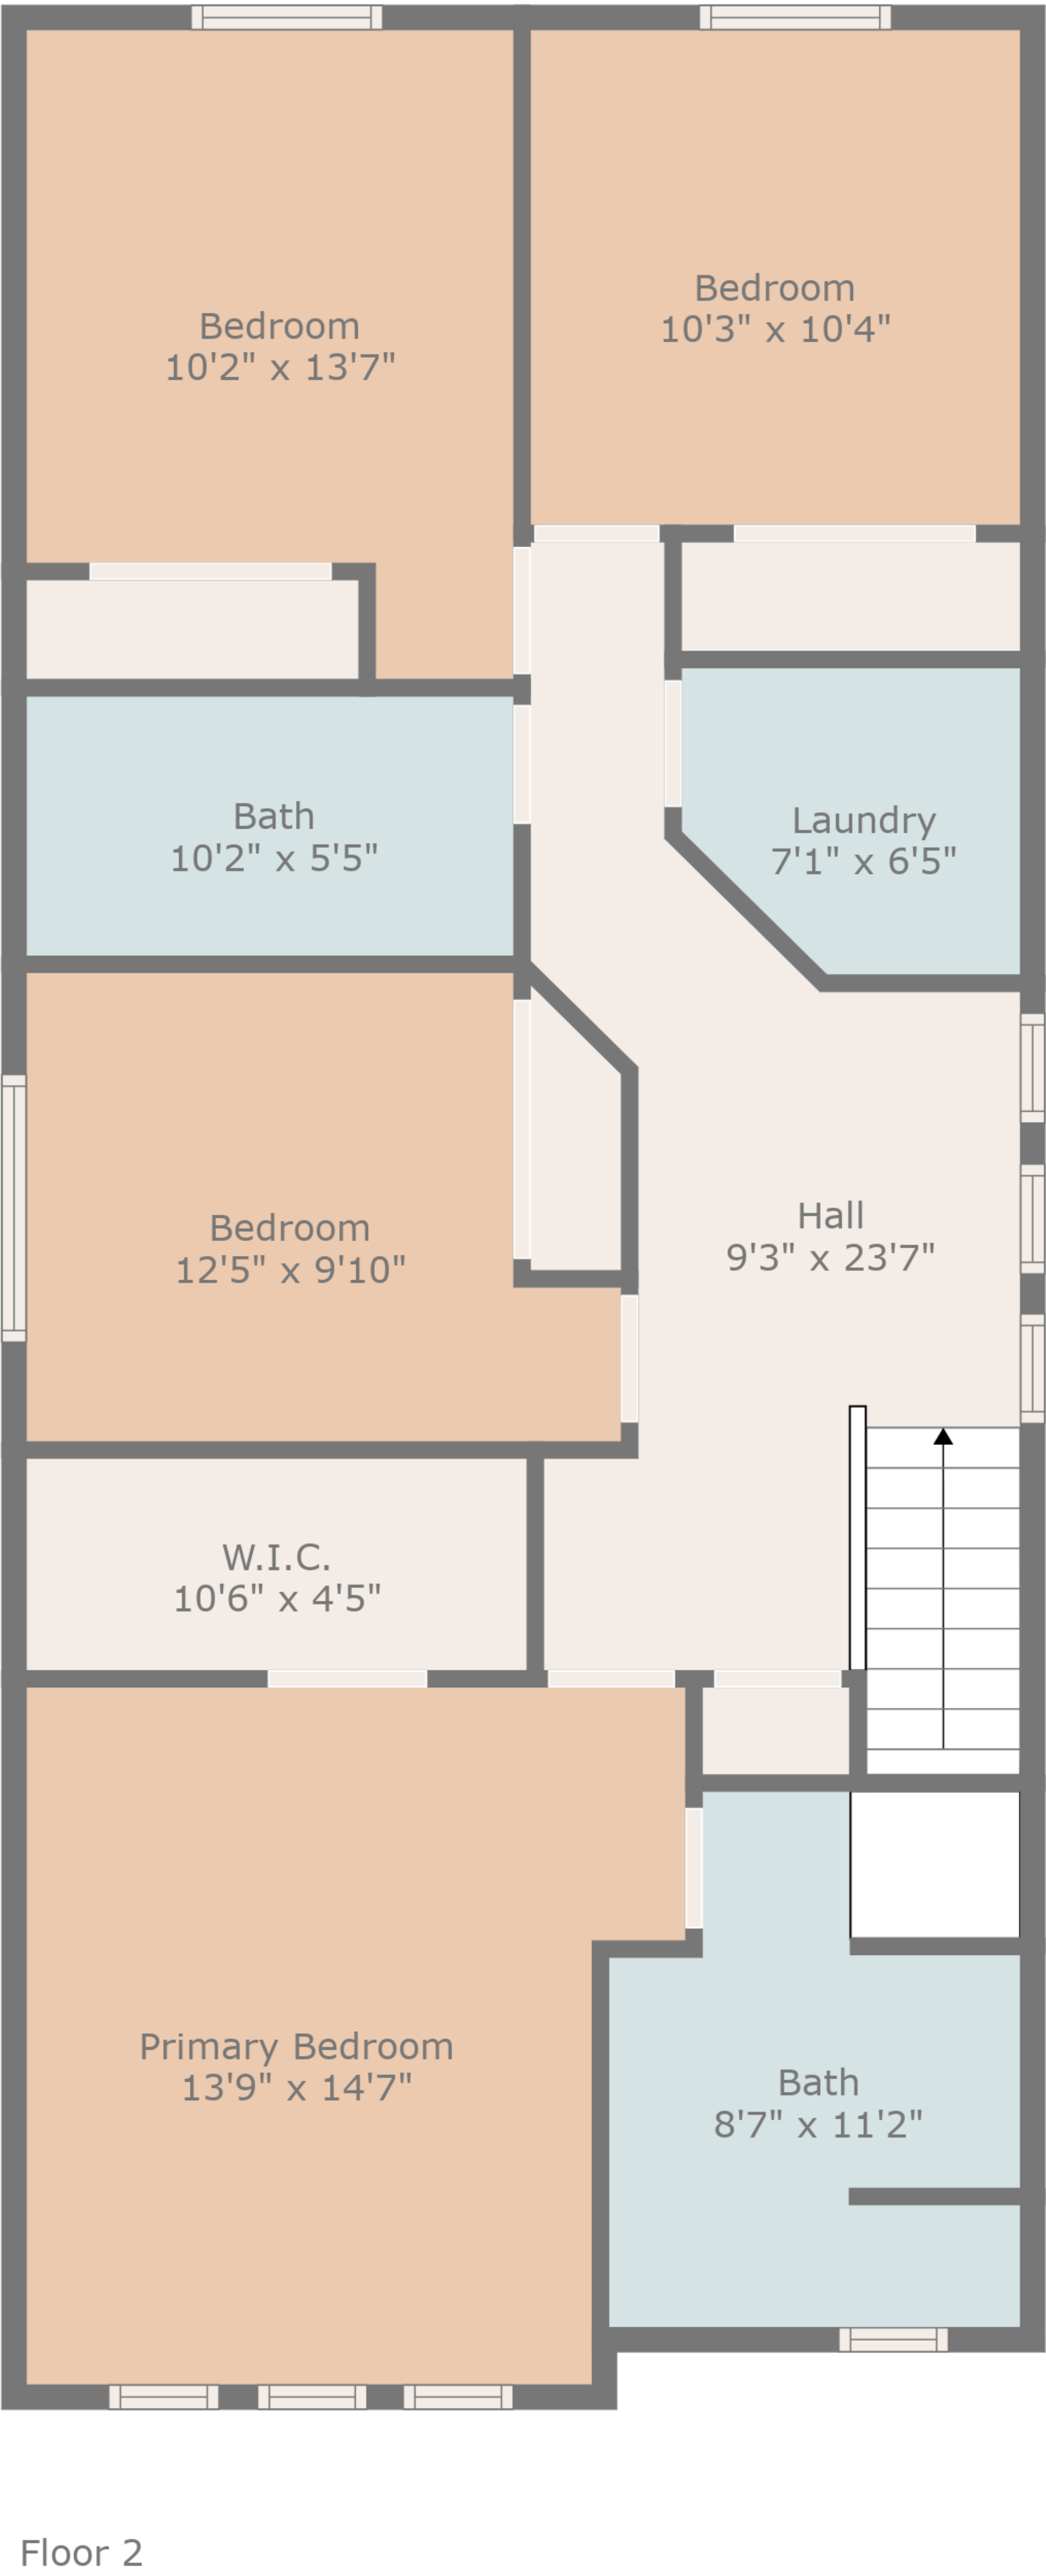 Bedroom
10'2" x 13'7"
Bedroom
10'3" x 10'4"
Bath
10'2" x 5'5"
Laundry
7'1" x 6'5"
Bedroom
12'5" x 9'10"
Hall
9'3" x 23'7"
W.I.C.
10'6" x 4'5"
Primary Bedroom
13'9" x 14'7"
Bath
8'7" x 11'2"
Floor 2